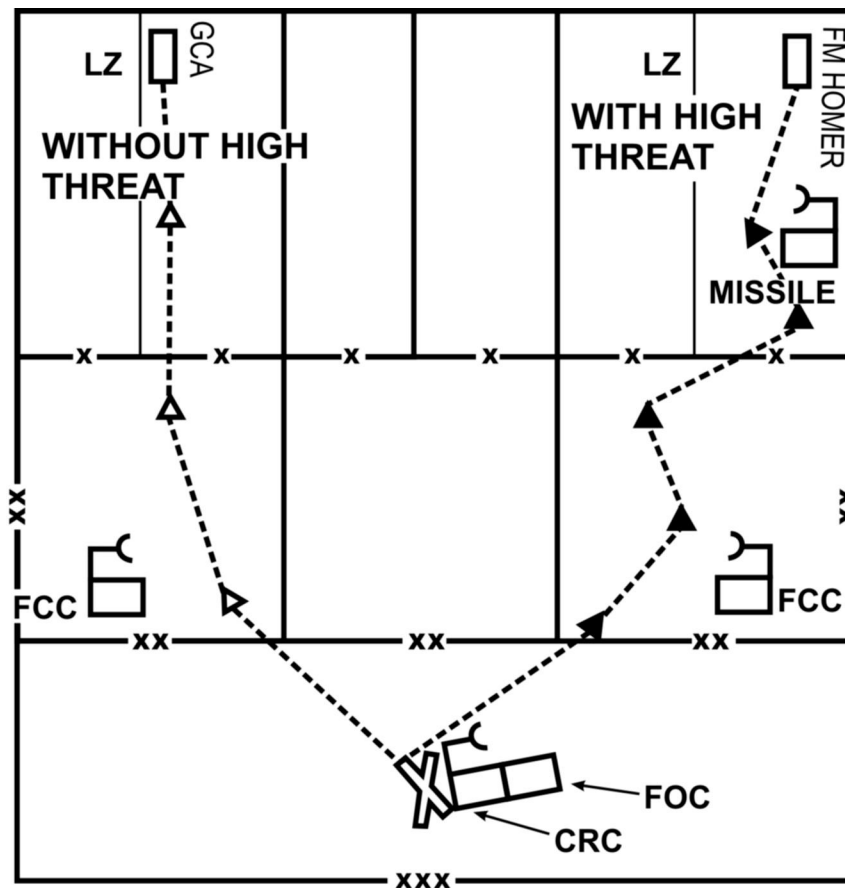 LZ
GCA
LZ
FM HOMER
WITHOUT HIGH
THREAT
WITH HIGH
THREAT
MISSILE
x x x x x x
xx
xx
FCC
FCC
xx xx xx
FOC
CRC
xxx